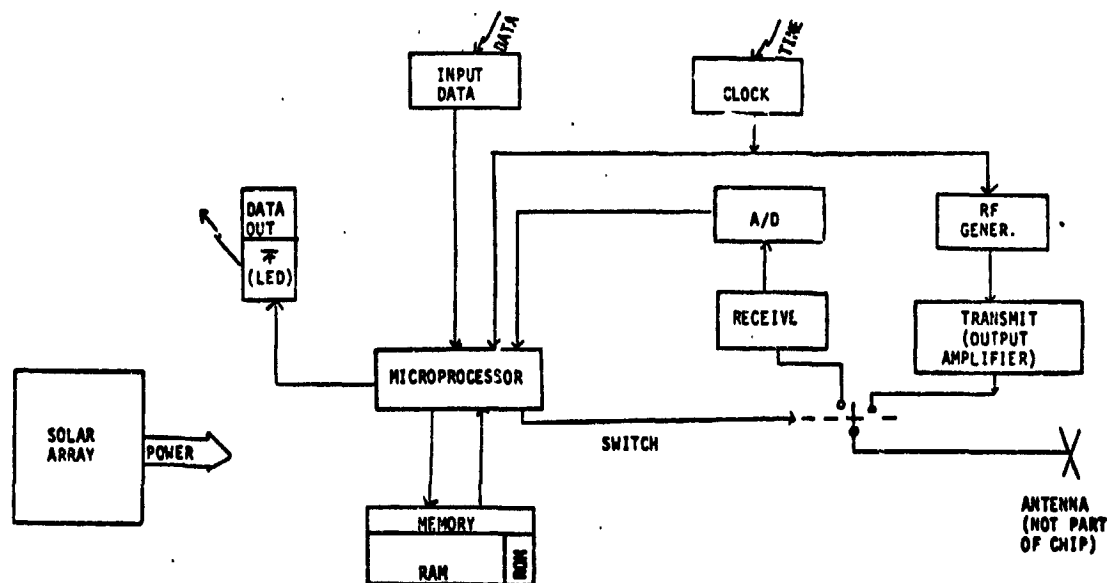 DATA
INPUT
DATA
TIME
CLOCK
DATA
OUT
(LED)
A/D
RF
GENER.
RECEIVE
TRANSMIT
(OUTPUT
AMPLIFIER)
MICROPROCESSOR
SOLAR
ARRAY
POWER
SWITCH
MEMORY
RAM
ROM
ANTENNA
(NOT PART
OF CHIP)